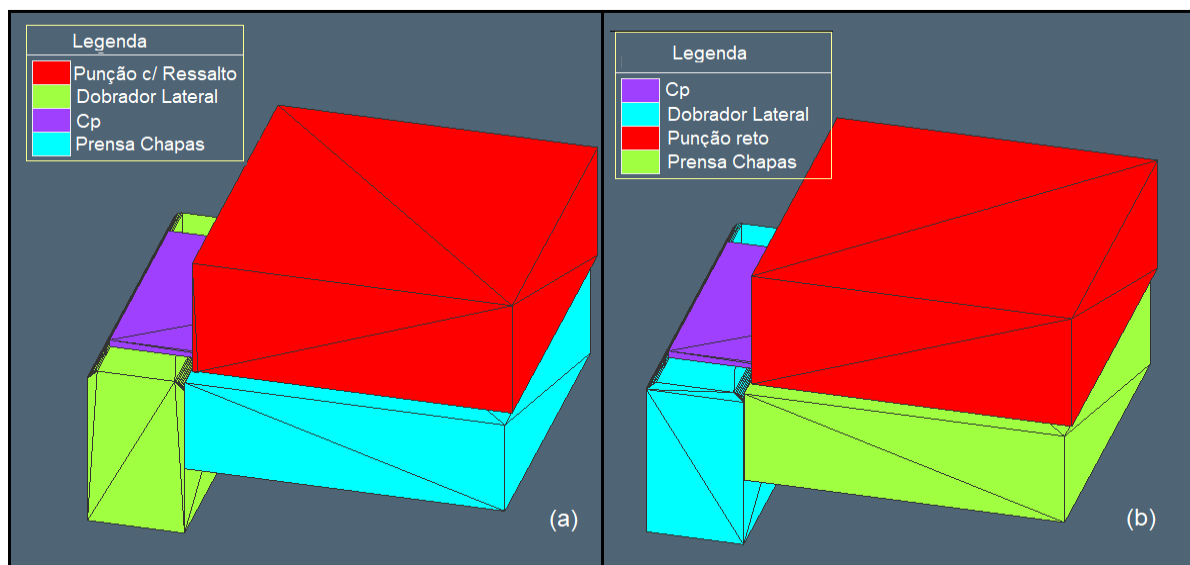 Legenda
Punção c/ Ressalto
Dobrador Lateral
Cp
Prensa Chapas
(a)
Legenda
Cp
Dobrador Lateral
Punção reto
Prensa Chapas
(b)